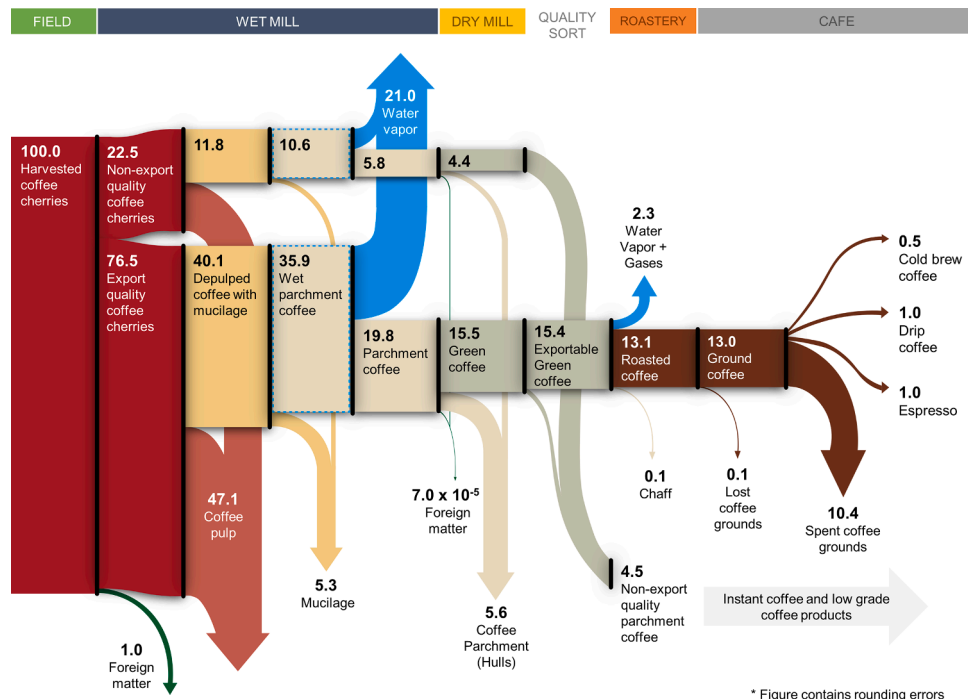 FIELD
WET MILL
DRY MILL
QUALITY
SORT
ROASTERY
CAFE
100.0
Harvested
coffee
cherries
22.5
Non-export
quality
coffee
cherries
76.5
Export
quality
coffee
cherries
1.0
Foreign
matter
11.8
40.1
Depulped
coffee with
mucilage
47.1
Coffee
pulp
10.6
35.9
Wet
parchment
coffee
5.3
Mucilage
21.0
Water
vapor
5.8
19.8
Parchment
coffee
4.4
15.5
Green
coffee
7.0 x 10-5
Foreign
matter
5.6
Coffee
Parchment
(Hulls)
15.4
Exportable
Green
coffee
4.5
Non-export
quality
parchment
coffee
2.3
Water
Vapor +
Gases
13.1
Roasted
coffee
0.1
Chaff
13.0
Ground
coffee
0.1
Lost
coffee
grounds
0.5
Cold brew
coffee
1.0
Drip
coffee
1.0
Espresso
10.4
Spent coffee
grounds
Instant coffee and low grade
coffee products
* Figure contains rounding errors